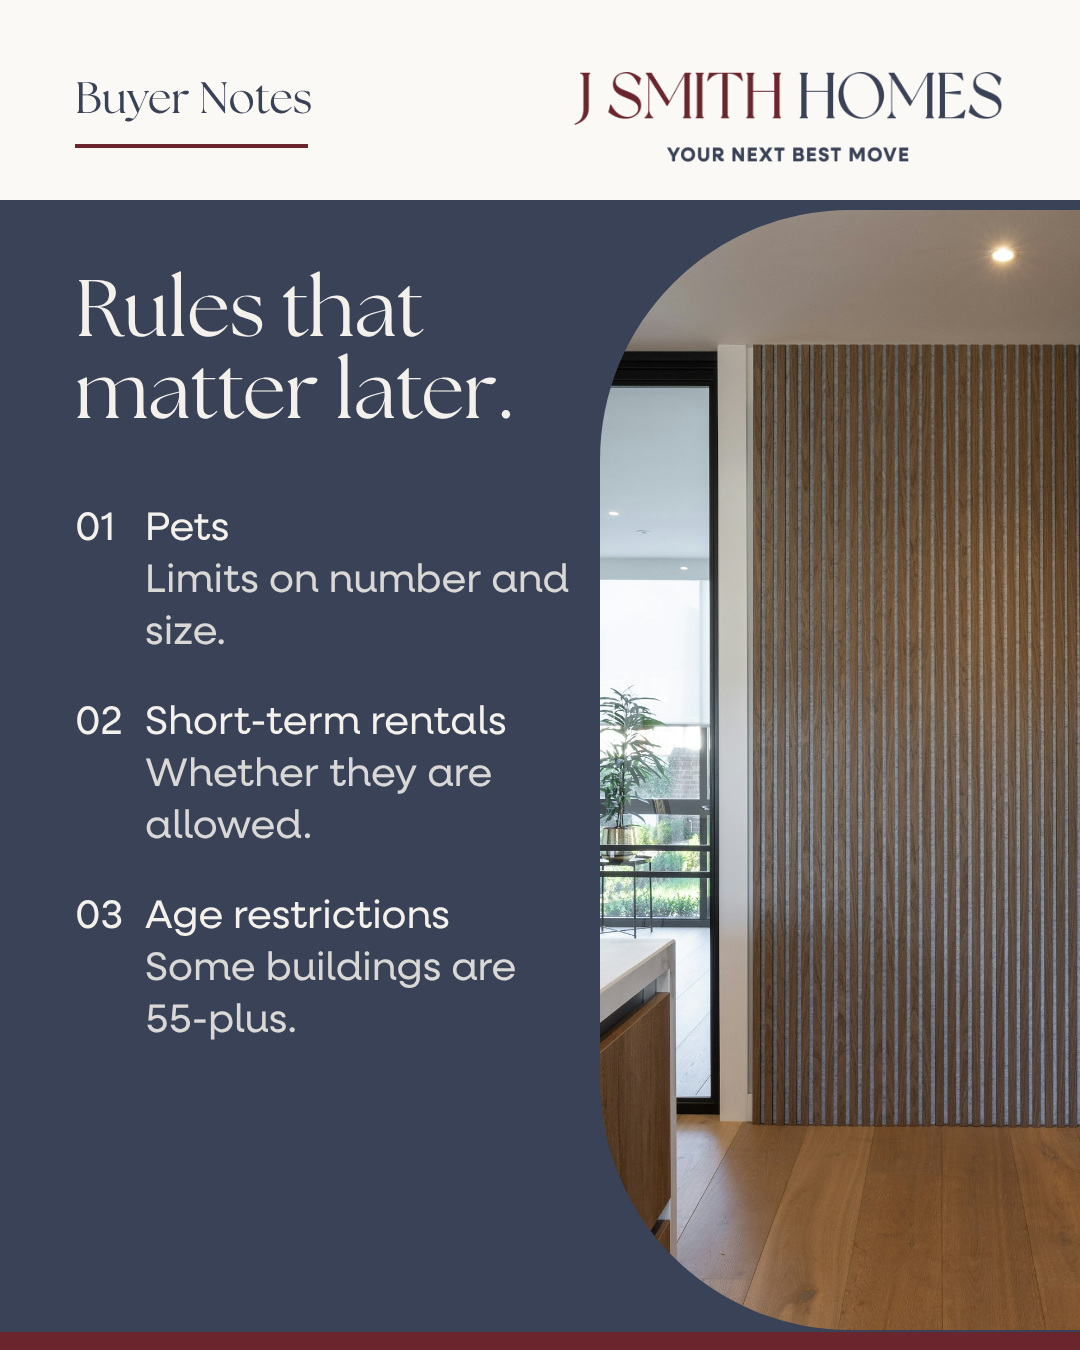 Buyer Notes
J SMITH HOMES
YOUR NEXT BEST MOVE
Rules that
matter later.
01 Pets
Limits on number and
size.
02 Short-term rentals
Whether they are
allowed.
03 Age restrictions
Some buildings are
55-plus.